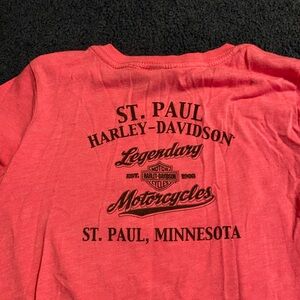 ST. PAUL
HARLEY-DAVIDSON
Legendary
MOTOR
EST. HARLEY-DAVIDSON 1903
CYCLES
Motorcycles
ST. PAUL, MINNESOTA